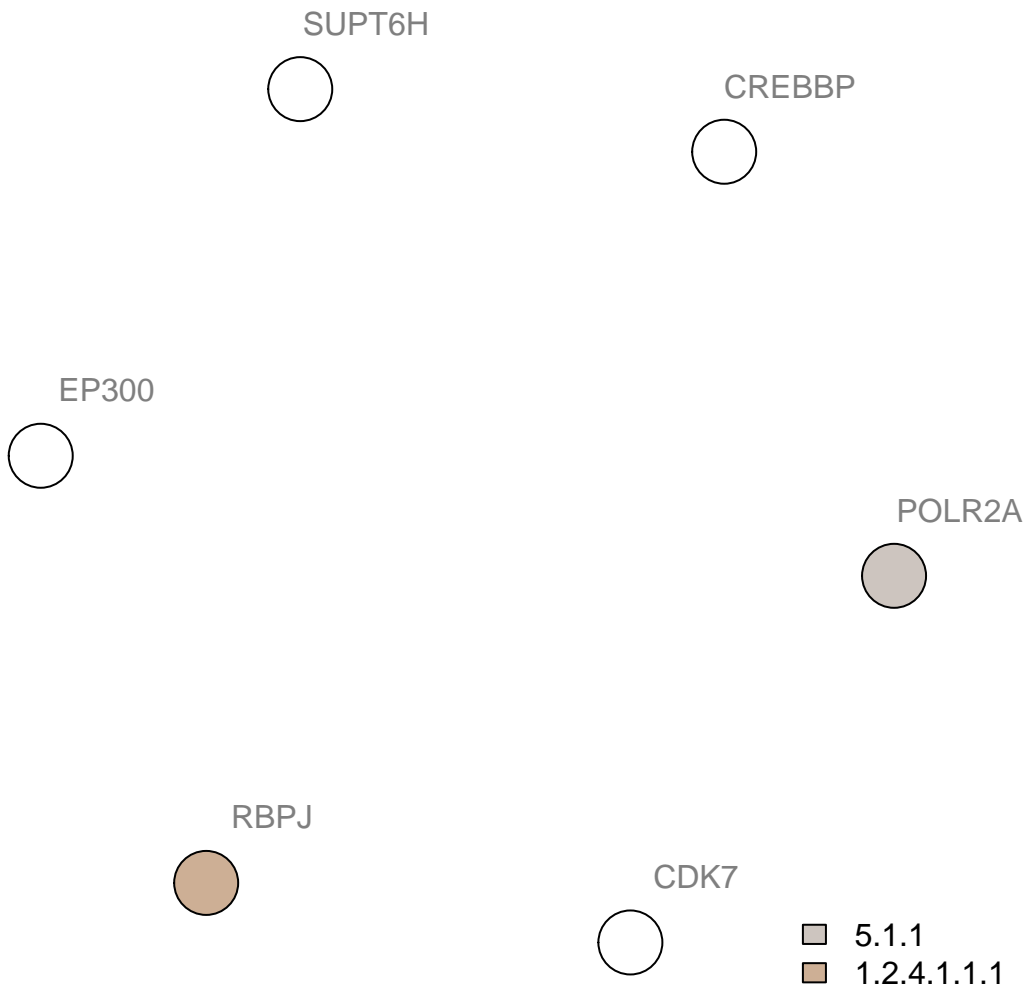 SUPT6H
CREBBP
EP300
POLR2A
RBPJ
CDK7
5.1.1
1.2.4.1.1.1